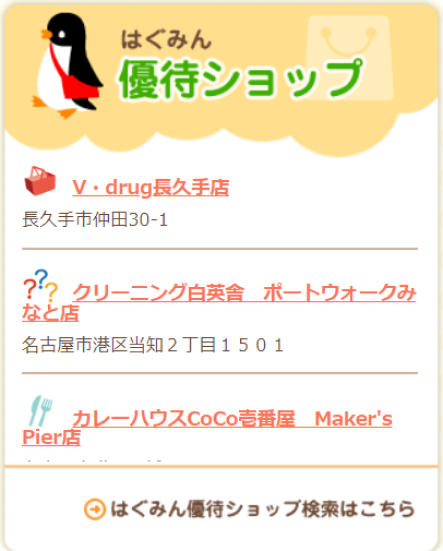 はぐみん
優待ショップ
V・drug長久手店
長久手市仲田30-1
???
クリーニング白英舎　ポートウォークみ
なと店
名古屋市港区当知２丁目１５０１
カレーハウスCoCo壱番屋　Maker's
Pier店
はぐみん優待ショップ検索はこちら